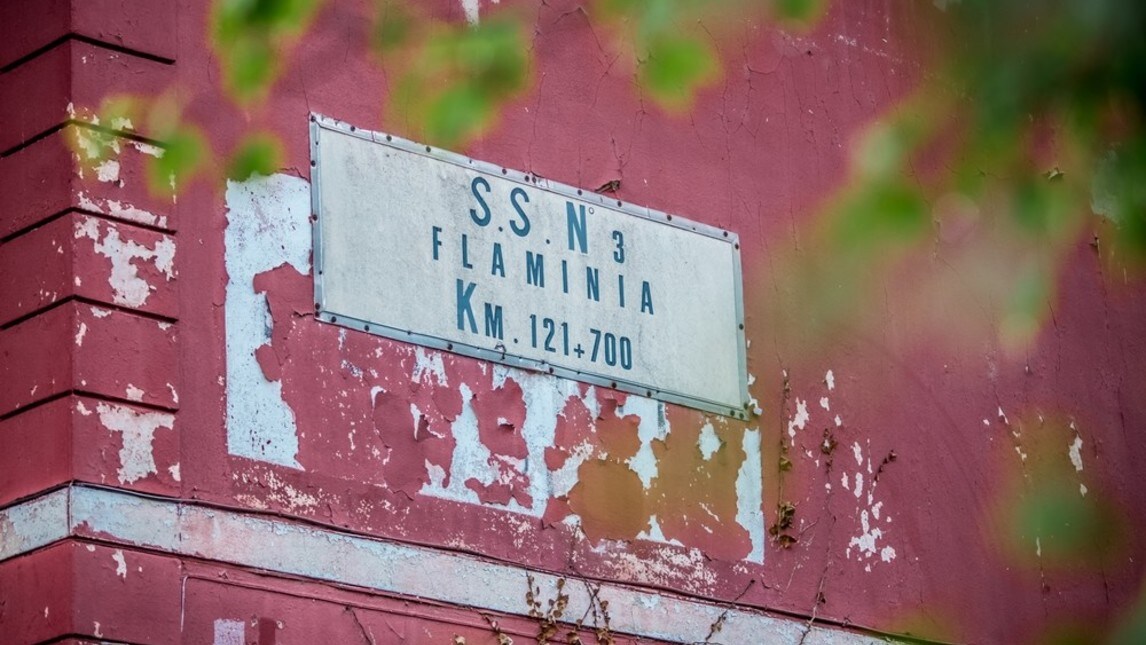 S.S. N° 3
FLAMINIA
KM. 121+700